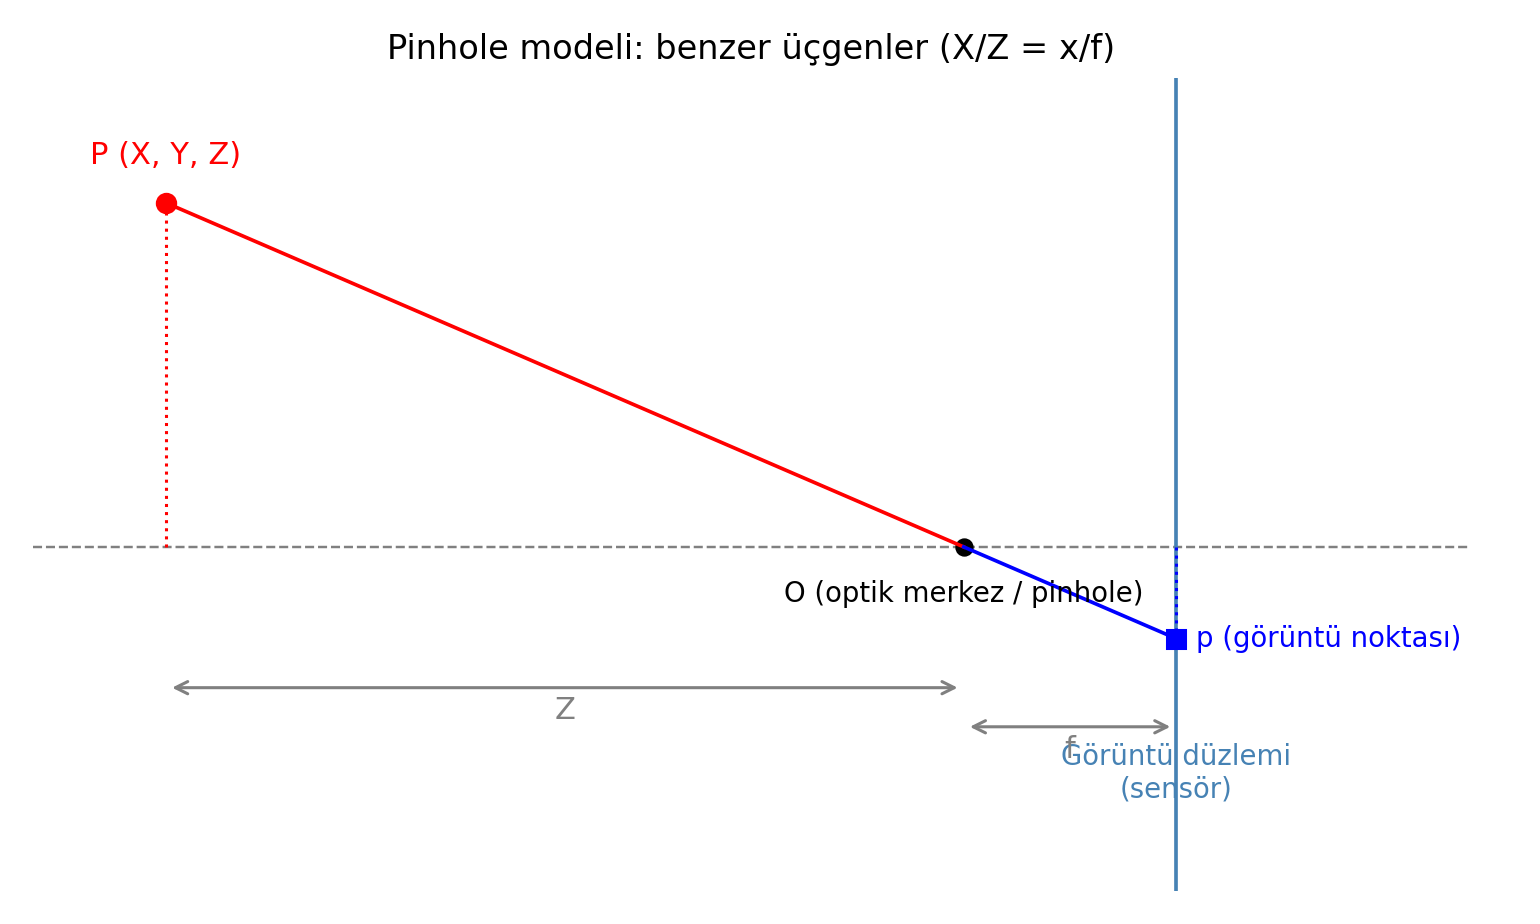 Pinhole modeli: benzer üçgenler (X/Z = x/f)
P (X, Y, Z)
O (optik merkez / pinhole)
p (görüntü noktası)
Z
f
Görüntü düzlemi
(sensör)